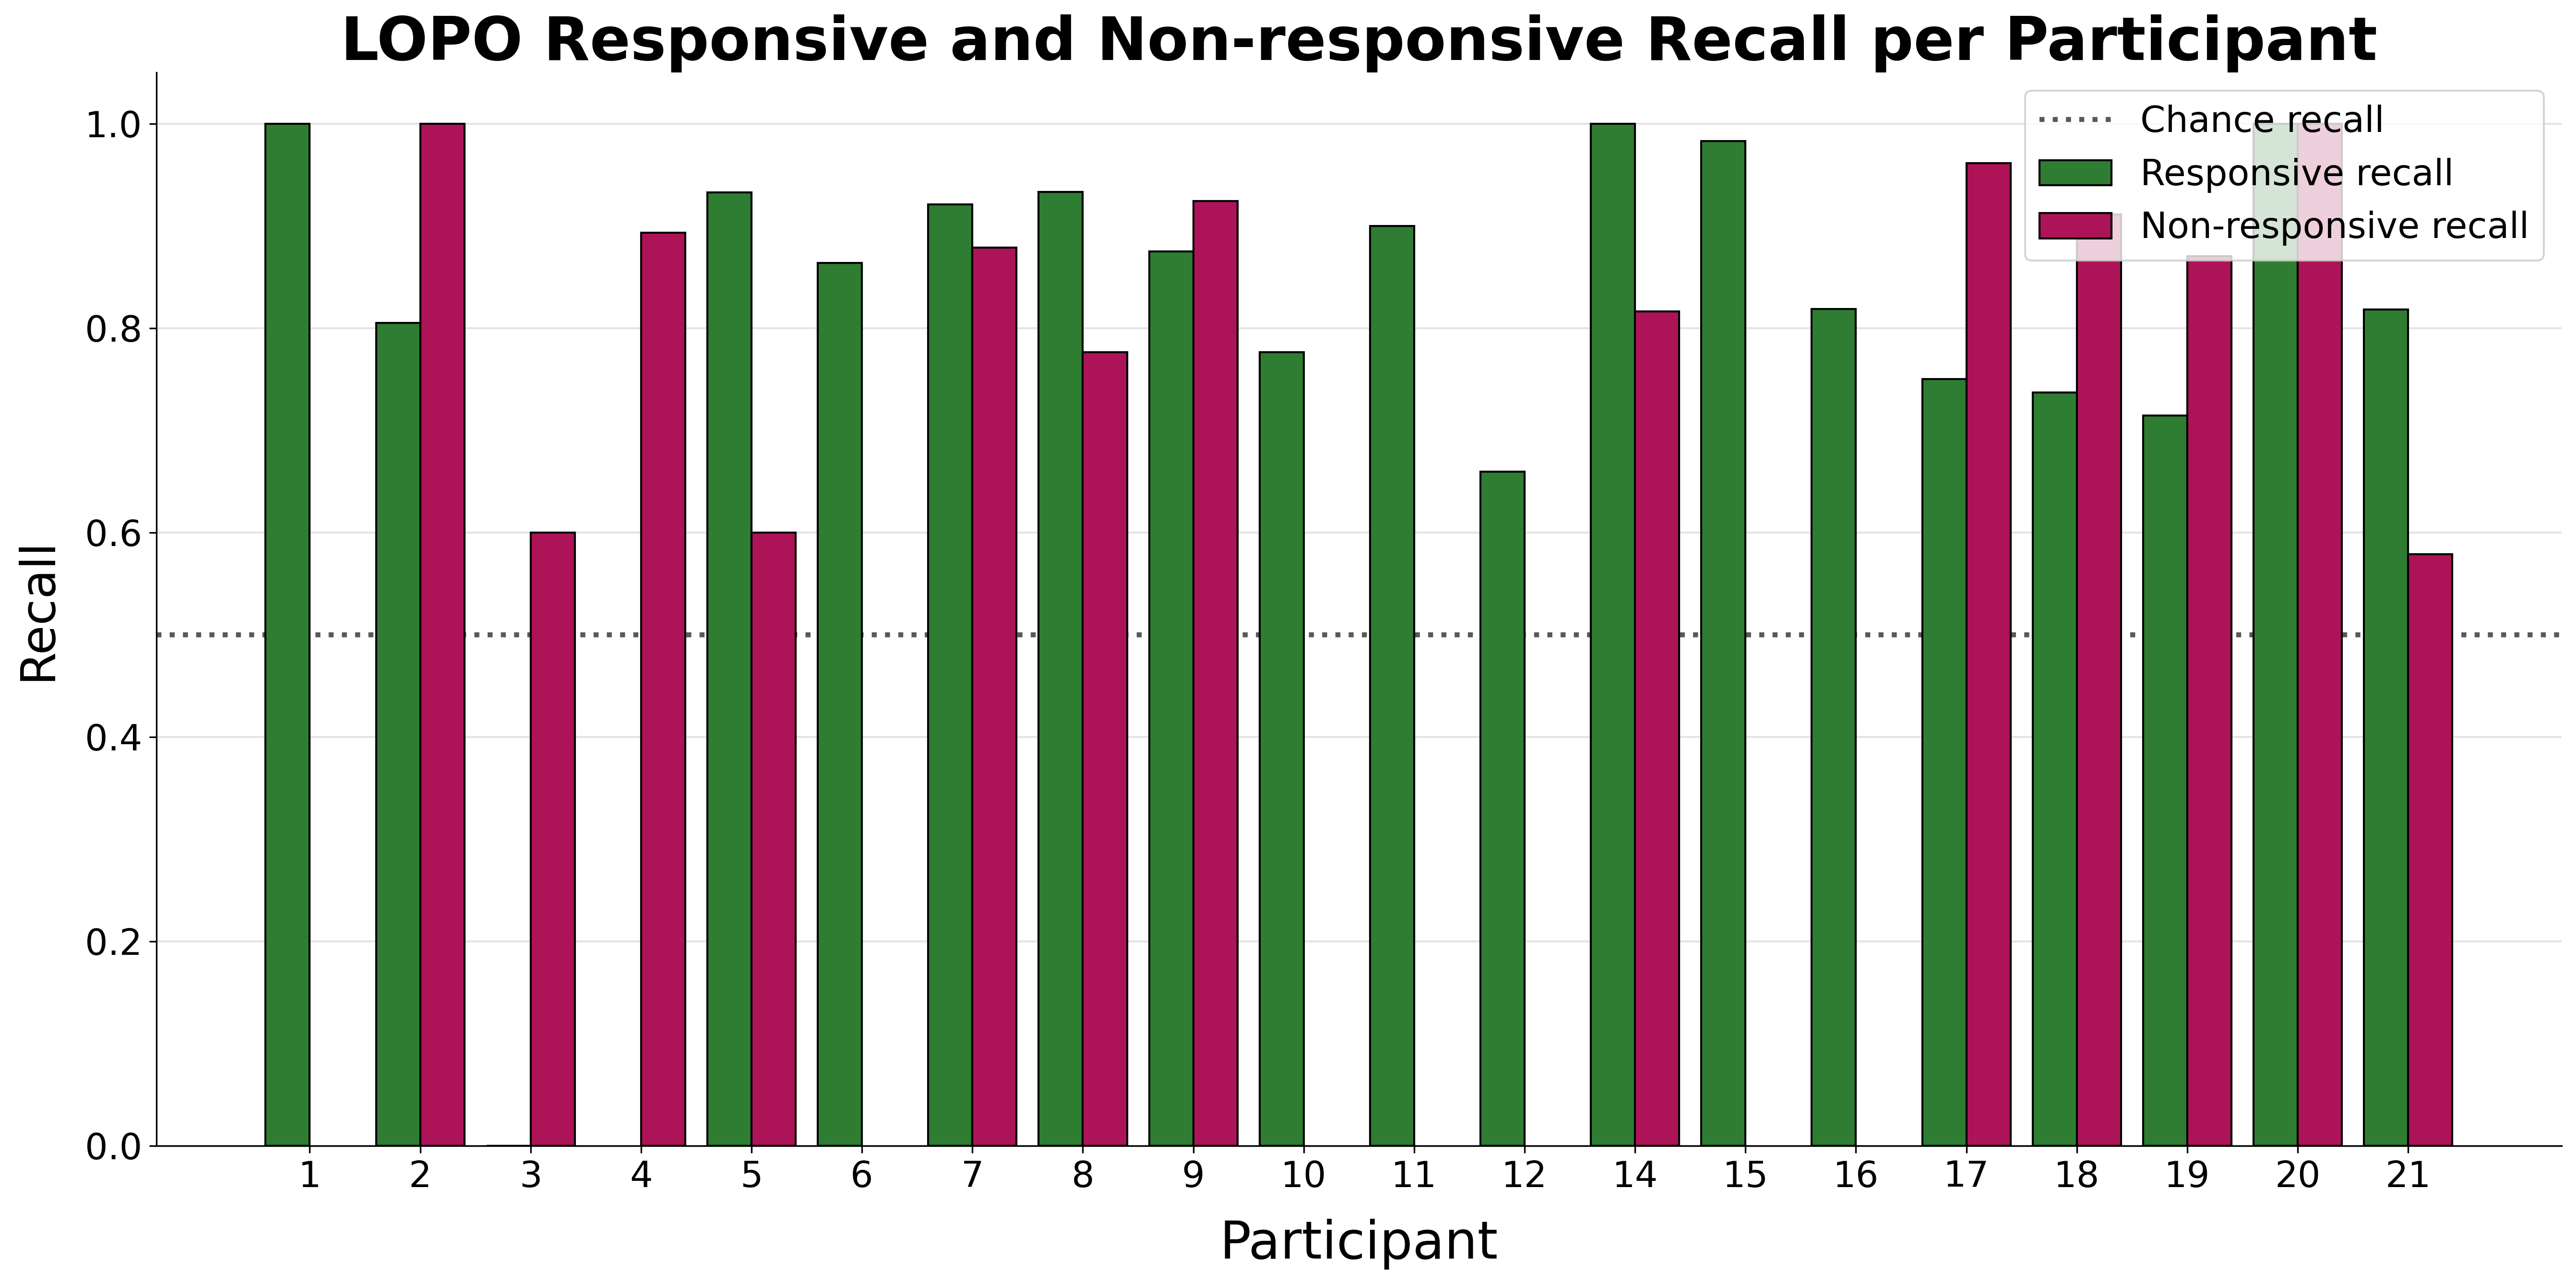 LOPO Responsive and Non-responsive Recall per Participant
Chance recall
Responsive recall
Non-responsive recall
1.0
0.8
0.6
0.4
0.2
0.0
Recall
1 2 3 4 5 6 7 8 9 10 11 12 14 15 16 17 18 19 20 21
Participant